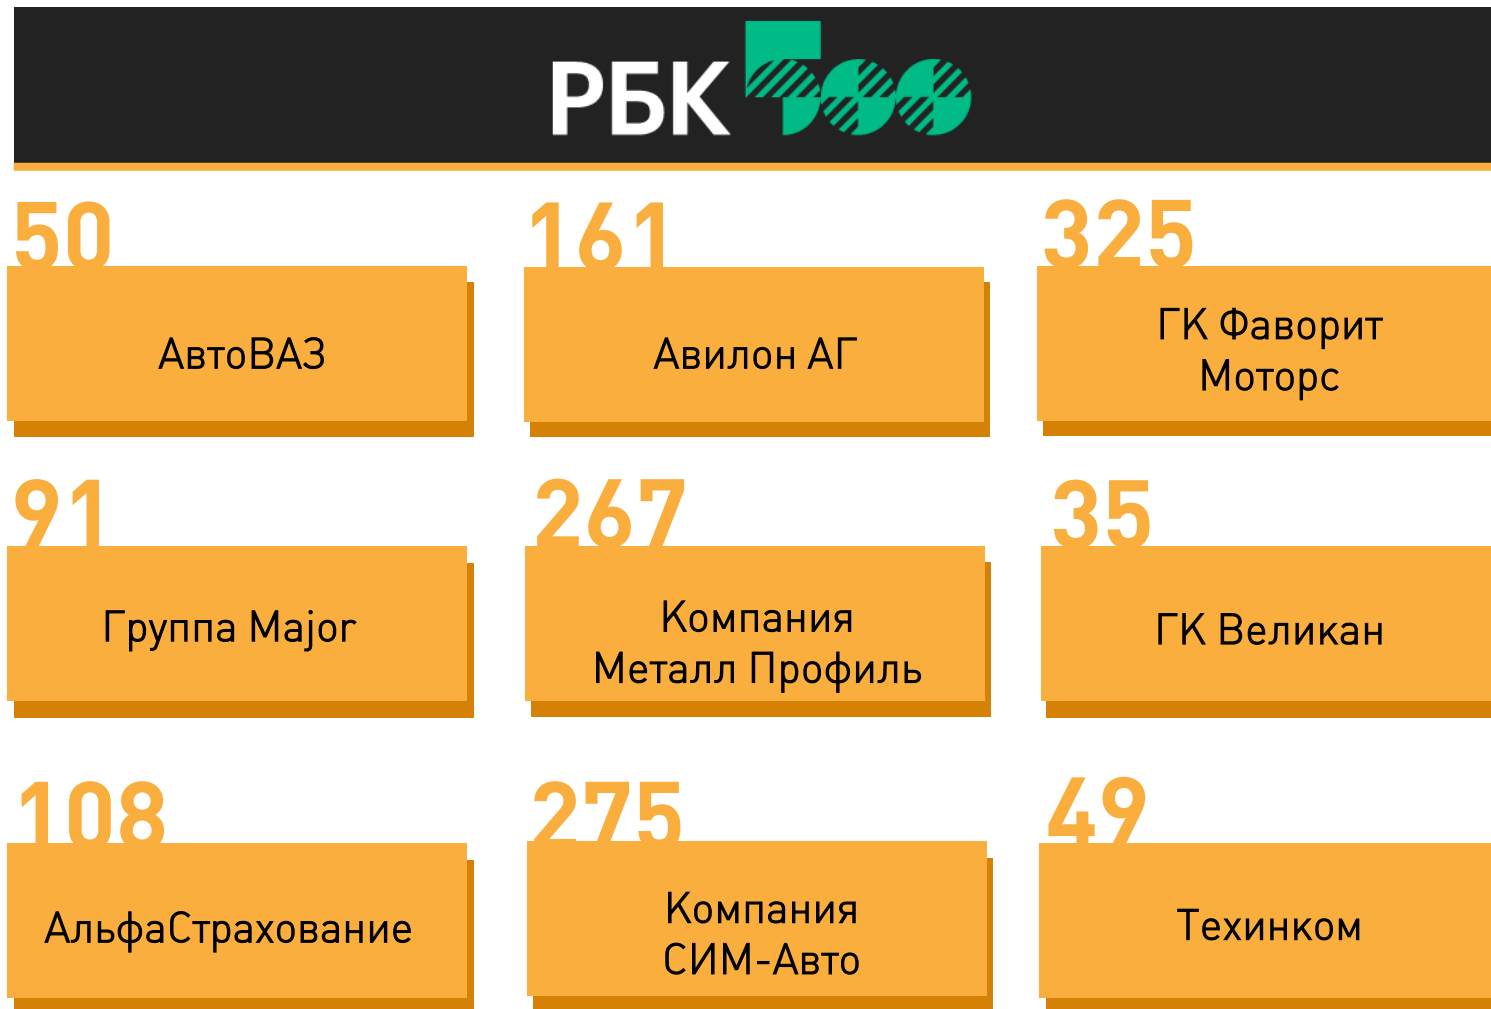 РБК 500
50
АвтоВАЗ
161
Авилон АГ
325
ГК Фаворит
Моторс
91
Группа Major
267
Компания
Металл Профиль
35
ГК Великан
108
АльфаСтрахование
275
Компания
СИМ-Авто
49
Техинком